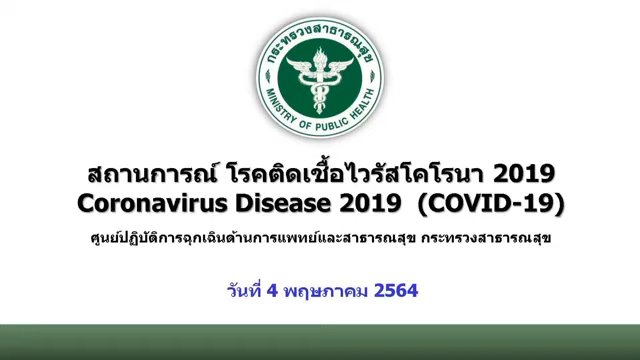 กระทรวงสาธารณสุข
MINISTRY OF PUBLIC HEALTH
สถานการณ์ โรคติดเชื้อไวรัสโคโรนา 2019
Coronavirus Disease 2019 (COVID-19)
ศูนย์ปฏิบัติการฉุกเฉินด้านการแพทย์และสาธารณสุข กระทรวงสาธารณสุข
วันที่ 4 พฤษภาคม 2564